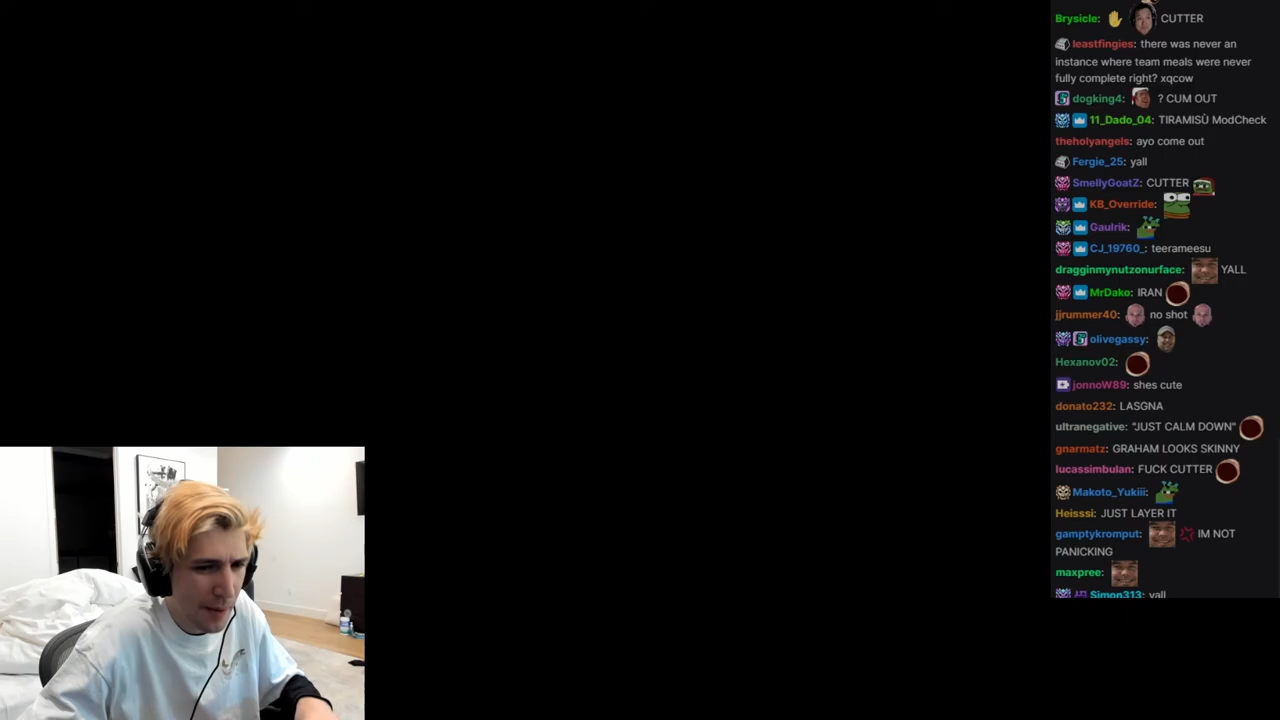 Brysicle: CUTTER
leastfingies: there was never an
instance where team meals were never
fully complete right? xqcow
dogking4: ? CUM OUT
11_Dado_04: TIRAMISÙ ModCheck
theholyangels: ayo come out
Fergie_25: yall
SmellyGoatZ: CUTTER
KB_Override:
Gaulrik:
CJ_19760_: teerameesu
dragginmynutzonurface: YALL
MrDako: IRAN
jjrummer40: no shot
olivegassy:
Hexanov02:
jonnoW89: shes cute
donato232: LASGNA
ultranegative: "JUST CALM DOWN"
gnarmatz: GRAHAM LOOKS SKINNY
lucassimbulan: FUCK CUTTER
Makoto_Yukiii:
Heisssi: JUST LAYER IT
gamptykromput: IM NOT
PANICKING
maxpree:
Simon313: yall